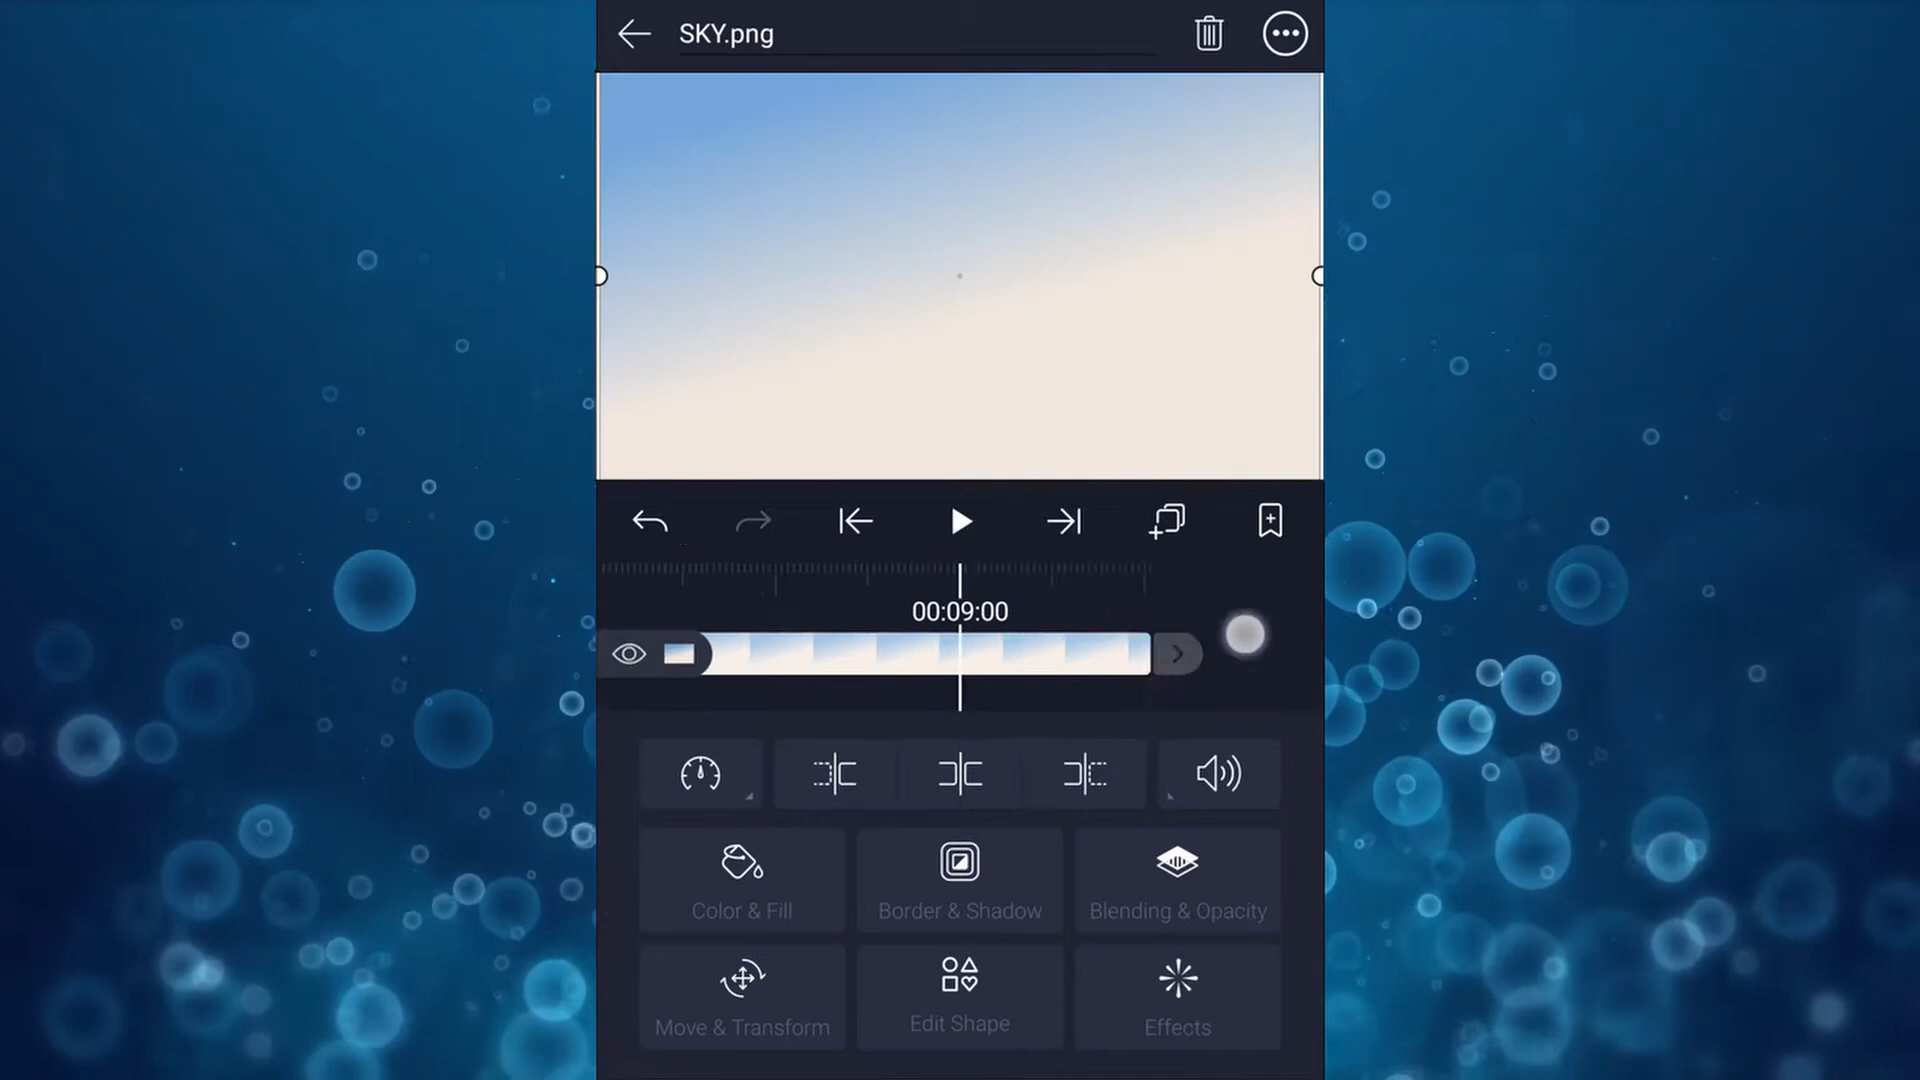 SKY.png
00:09:00
Color & Fill
Border & Shadow
Blending & Opacity
Move & Transform
Edit Shape
Effects